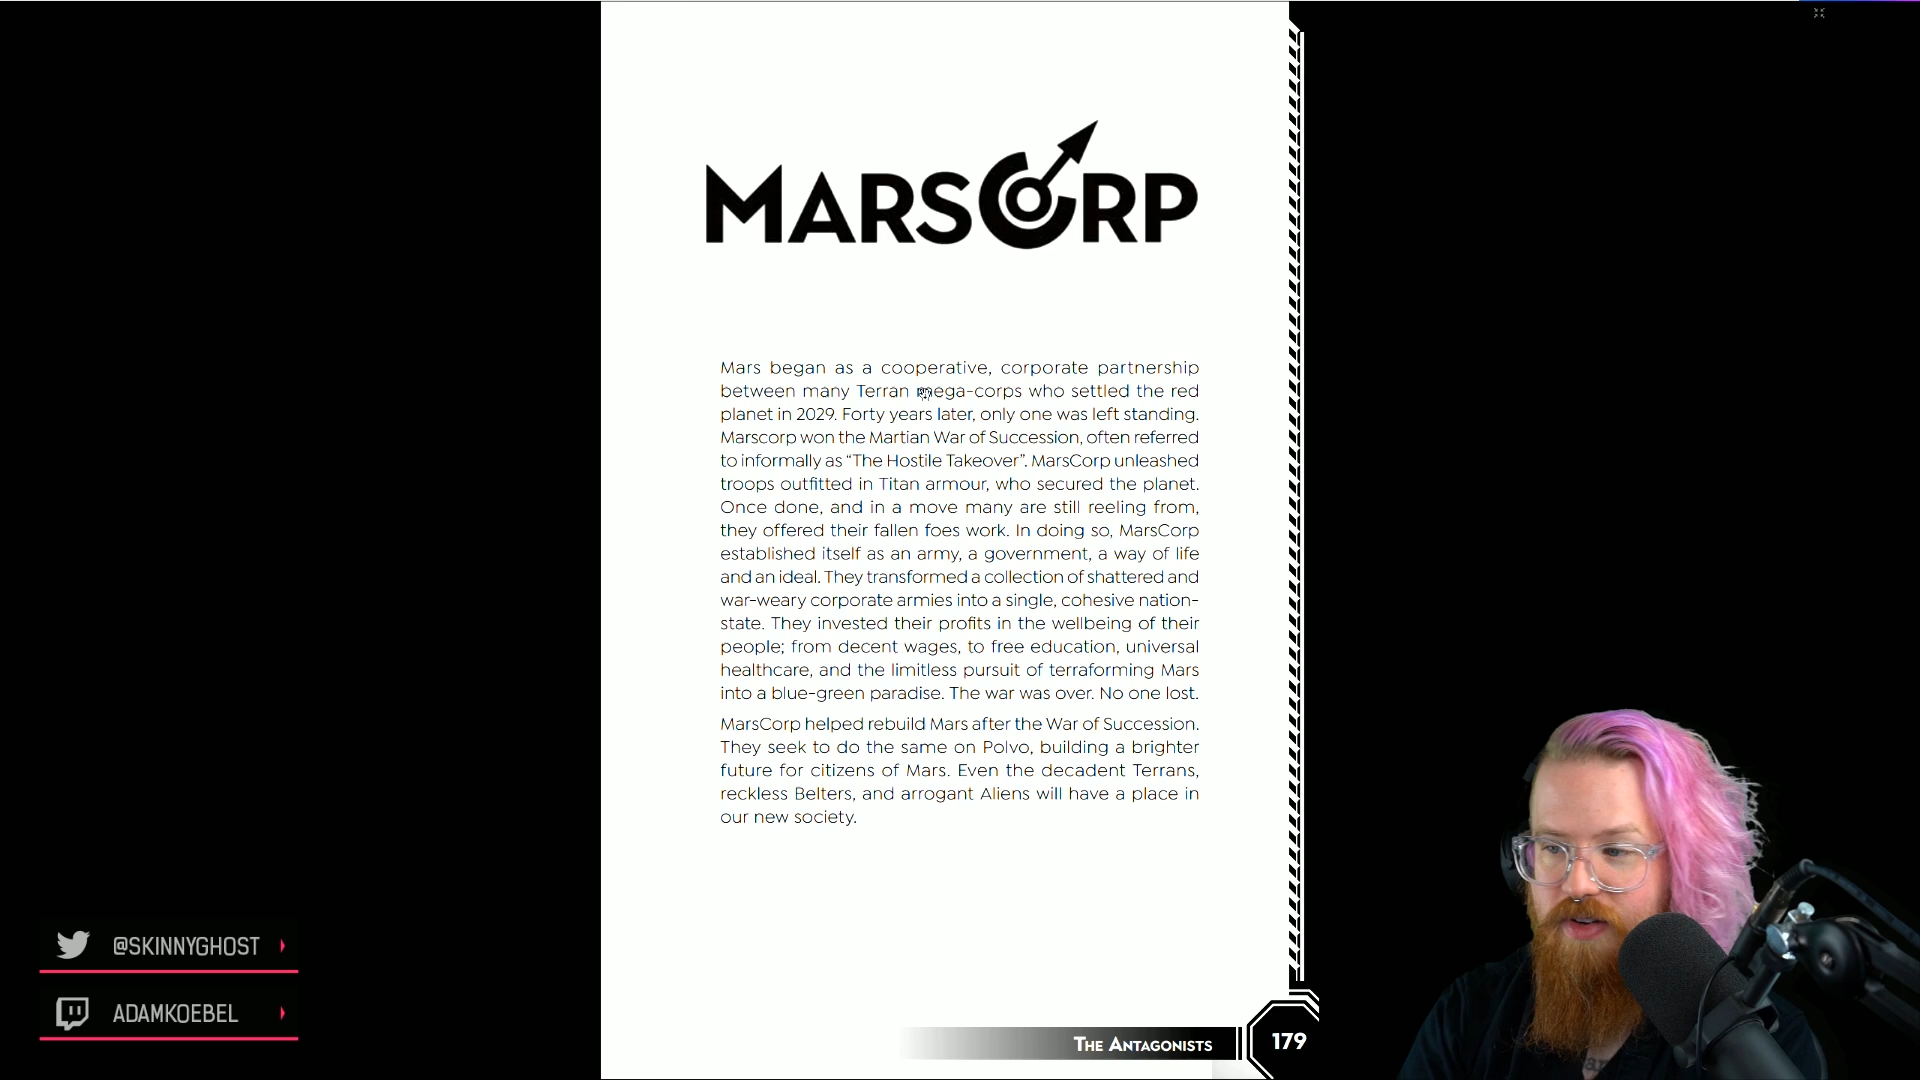 MARSCORP
Mars began as a cooperative, corporate partnership
between many Terran mega-corps who settled the red
planet in 2029. Forty years later, only one was left standing.
Marscorp won the Martian War of Succession, often referred
to informally as “The Hostile Takeover”. MarsCorp unleashed
troops outfitted in Titan armour, who secured the planet.
Once done, and in a move many are still reeling from,
they offered their fallen foes work. In doing so, MarsCorp
established itself as an army, a government, a way of life
and an ideal. They transformed a collection of shattered and
war-weary corporate armies into a single, cohesive nation-
state. They invested their profits in the wellbeing of their
people; from decent wages, to free education, universal
healthcare, and the limitless pursuit of terraforming Mars
into a blue-green paradise. The war was over. No one lost.
MarsCorp helped rebuild Mars after the War of Succession.
They seek to do the same on Polvo, building a brighter
future for citizens of Mars. Even the decadent Terrans,
reckless Belters, and arrogant Aliens will have a place in
our new society.
The Antagonists
179
@SKINNYGHOST
ADAMKOEBEL